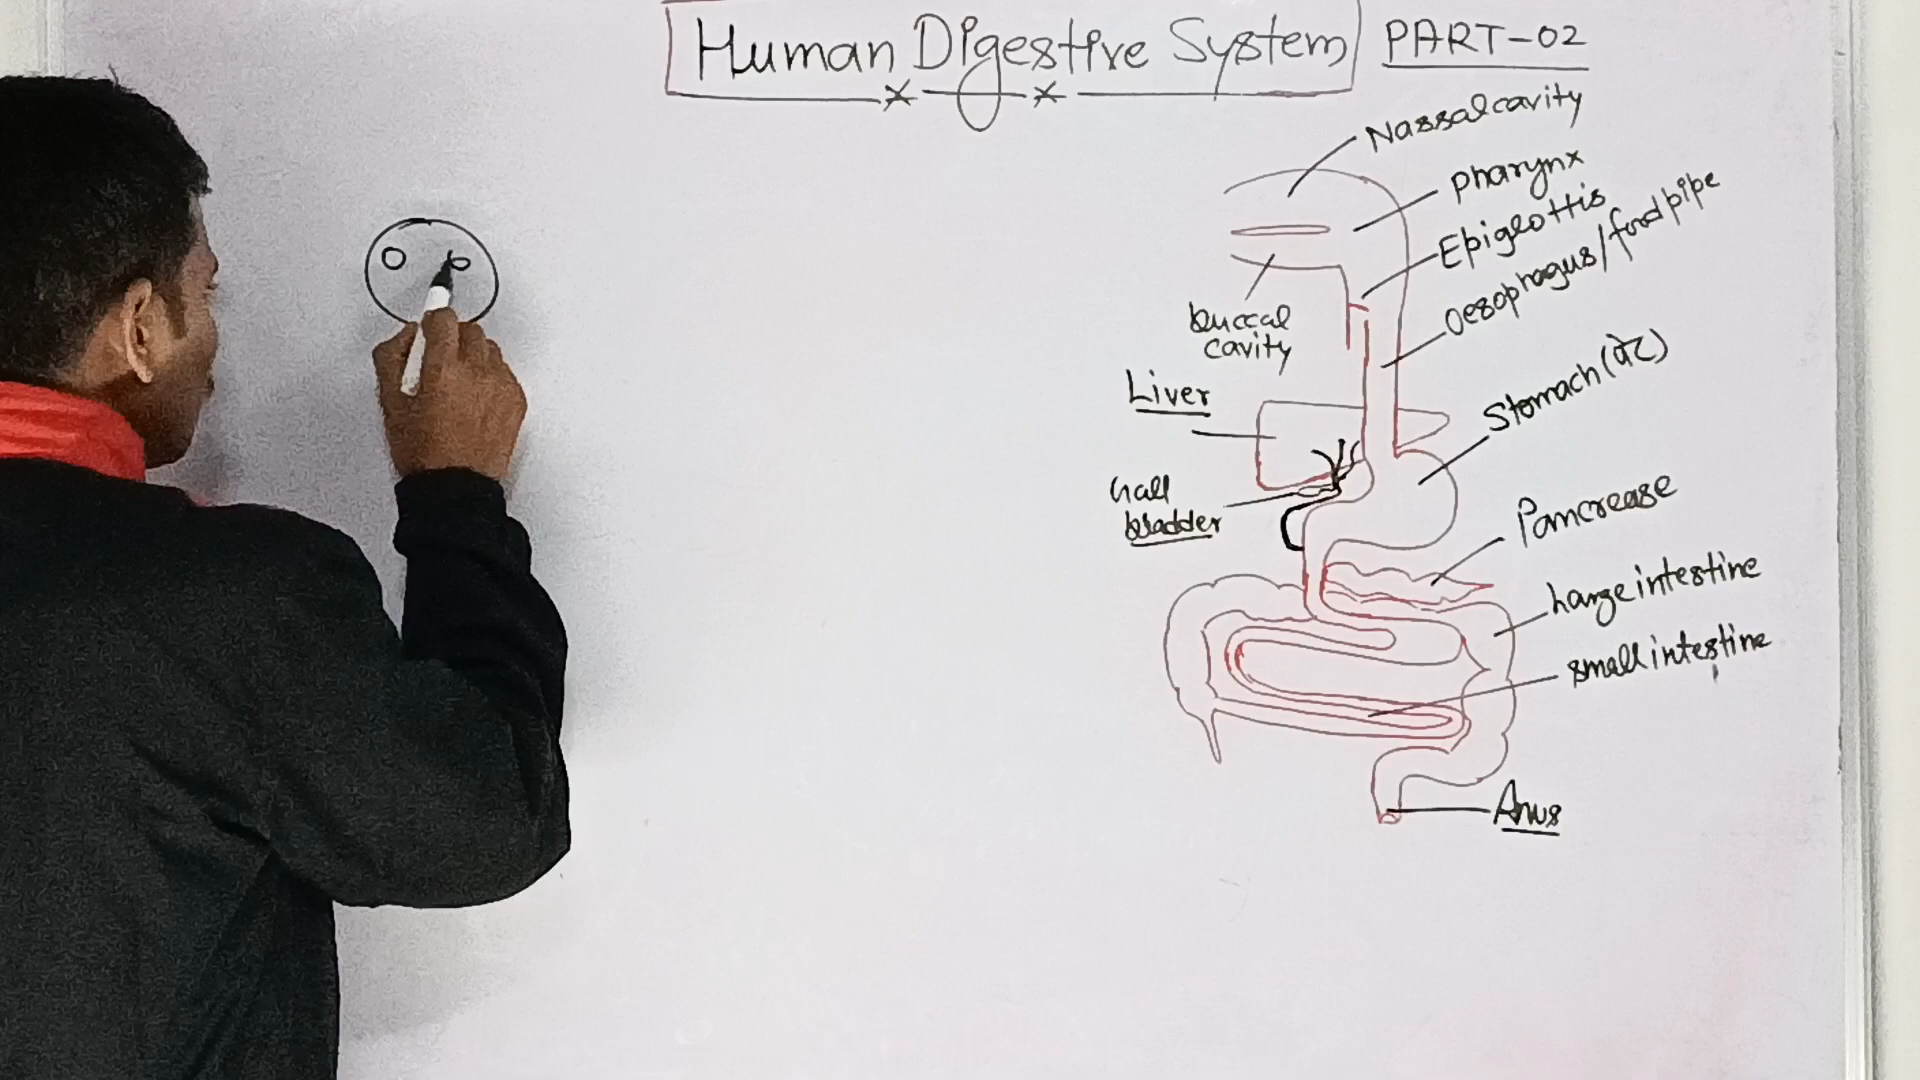 Human Digestive System PART-02
Nassal cavity
Pharynx
Epigeottis
Oesophagus/food pipe
buccal
cavity
Stomach (पेट)
Liver
Gall
bladder
Pancrease
Large intestine
small intestine
Anus